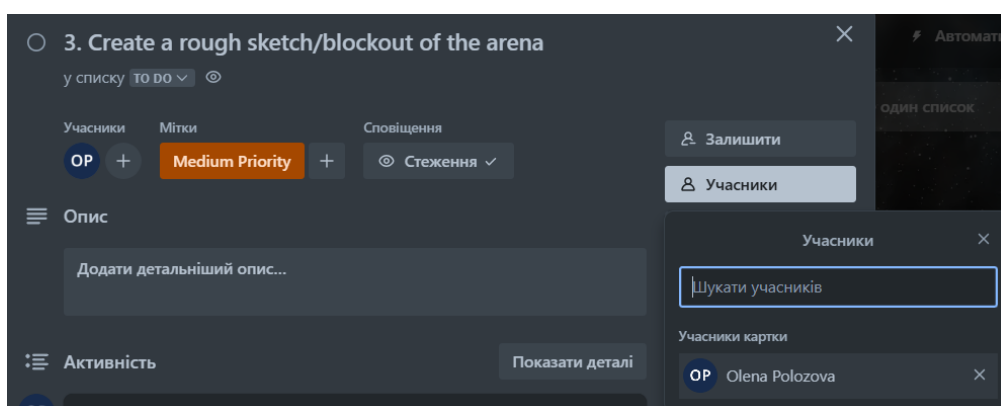 3. Create a rough sketch/blockout of the arena
у списку TO DO
Учасники
Мітки
Сповіщення
OP
Medium Priority
Стеження
Опис
Додати детальніший опис...
Активність
Показати деталі
Залишити
Учасники
Учасники
Шукати учасників
Учасники картки
OP Olena Polozova
Автомат
один список